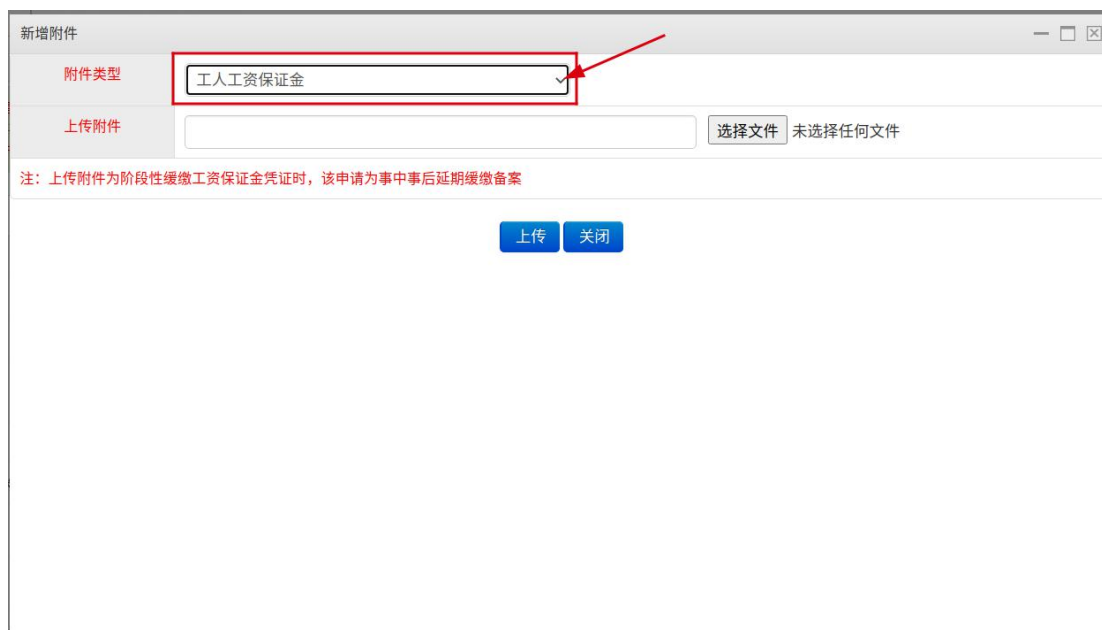 新增附件
附件类型 工人工资保证金
上传附件 选择文件 未选择任何文件
注：上传附件为阶段性缓缴工资保证金凭证时，该申请为事中事后延期缓缴备案
上传 关闭